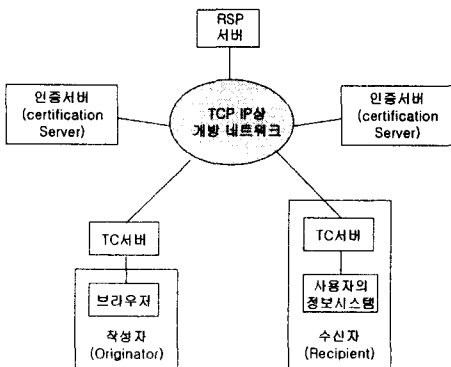 RSP
서버
인증서버
(certification
Server)
TCP IP상
개방 네트워크
인증서버
(certification
Server)
TC서버
브라우저
작성자
(Originator)
TC서버
사용자의
정보시스템
수신자
(Recipient)